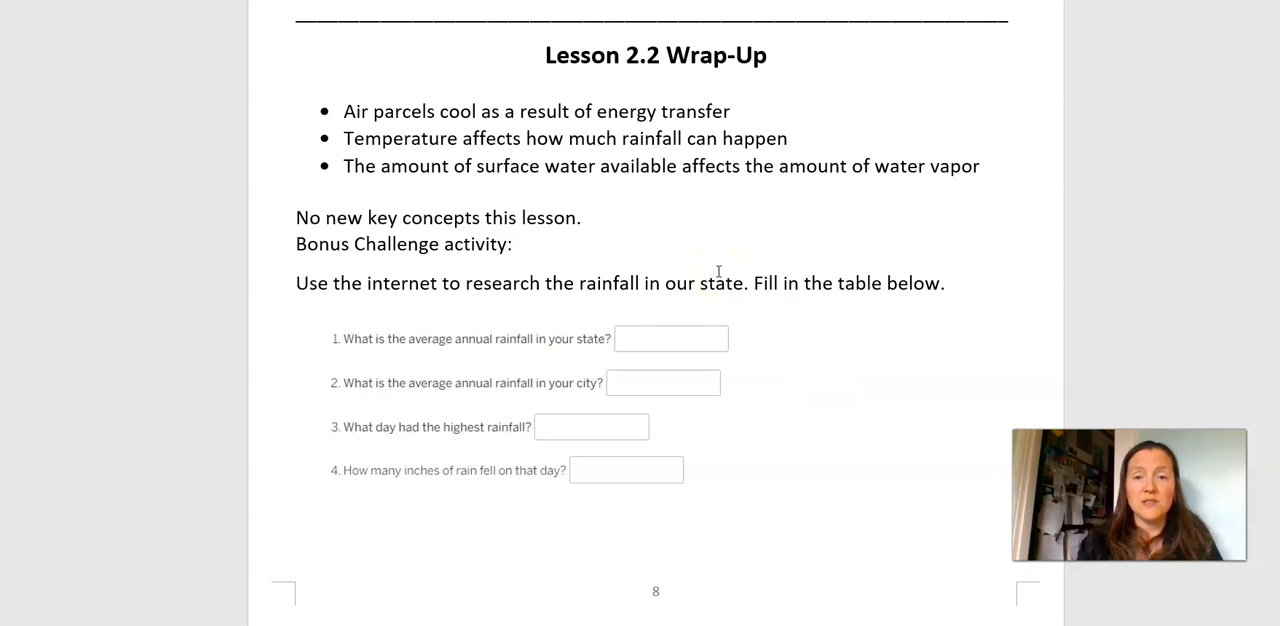 Lesson 2.2 Wrap-Up
• Air parcels cool as a result of energy transfer
• Temperature affects how much rainfall can happen
• The amount of surface water available affects the amount of water vapor
No new key concepts this lesson.
Bonus Challenge activity:
Use the internet to research the rainfall in our state. Fill in the table below.
1. What is the average annual rainfall in your state?
2. What is the average annual rainfall in your city?
3. What day had the highest rainfall?
4. How many inches of rain fell on that day?
8